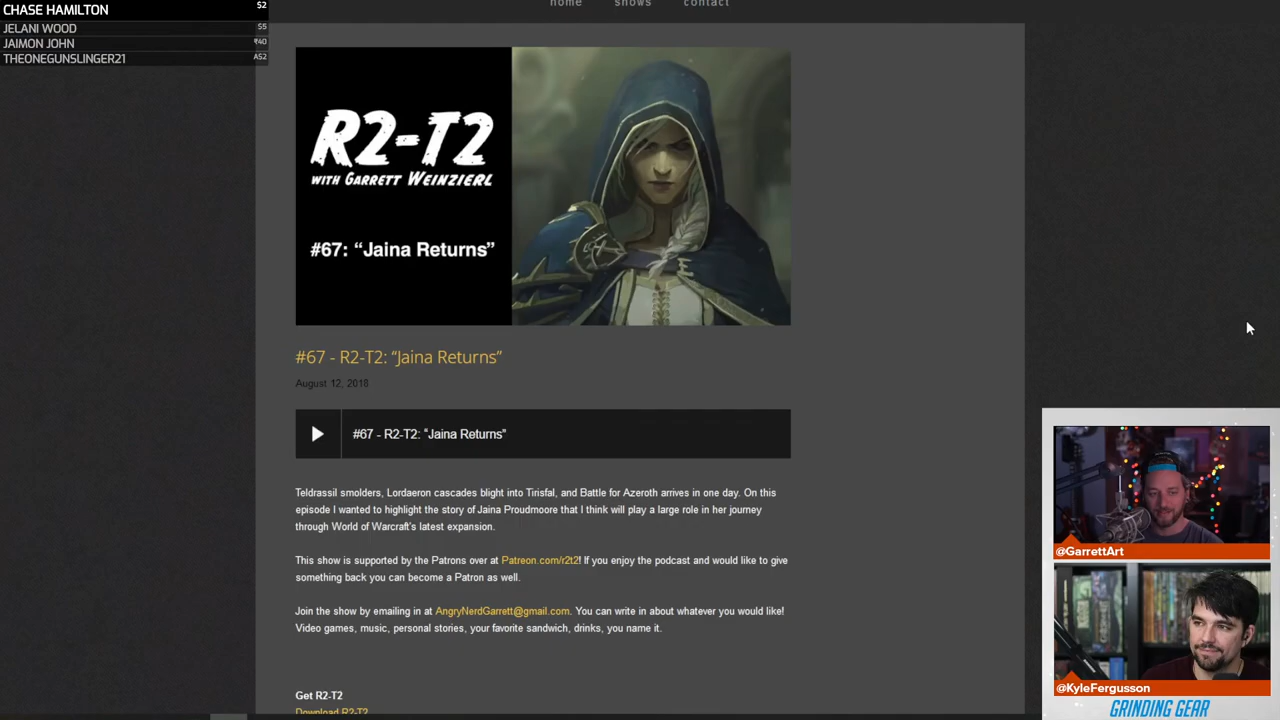 CHASE HAMILTON $2
JELANI WOOD $5
JAIMON JOHN ₹40
THEONEGUNSLINGER21 A$2
home shows contact
R2-T2
WITH GARRETT WEINZIERL
#67: “Jaina Returns”
#67 - R2-T2: “Jaina Returns”
August 12, 2018
#67 - R2-T2: “Jaina Returns”
Teldrassil smolders, Lordaeron cascades blight into Tirisfal, and Battle for Azeroth arrives in one day. On this
episode I wanted to highlight the story of Jaina Proudmoore that I think will play a large role in her journey
through World of Warcraft's latest expansion.
This show is supported by the Patrons over at Patreon.com/r2t2! If you enjoy the podcast and would like to give
something back you can become a Patron as well.
Join the show by emailing in at AngryNerdGarrett@gmail.com. You can write in about whatever you would like!
Video games, music, personal stories, your favorite sandwich, drinks, you name it.
Get R2-T2
Download R2-T2
@GarrettArt
@KyleFergusson
GRINDING GEAR